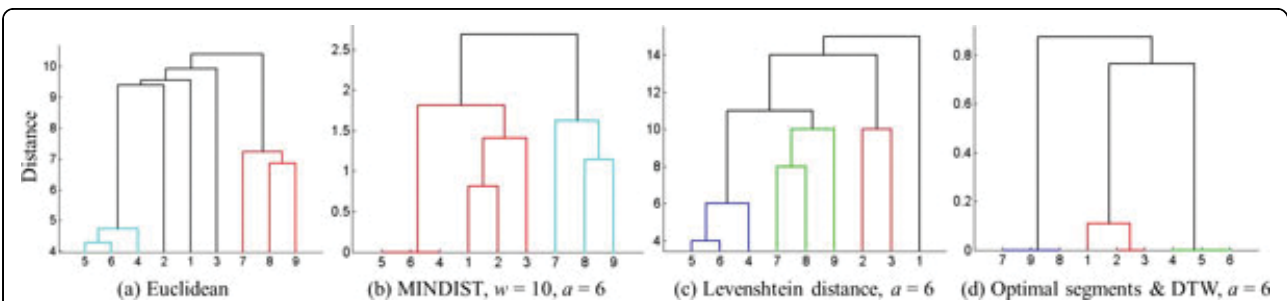 Distance
10
9
8
7
6
5
4
5 6 4 2 1 3 7 8 9
(a) Euclidean
2.5
2
1.5
1
0.5
0
5 6 4 1 2 3 7 8 9
(b) MINDIST, w = 10, a = 6
14
12
10
8
6
4
5 6 4 7 8 9 2 3 1
(c) Levenshtein distance, a = 6
0.8
0.6
0.4
0.2
0
7 9 8 1 2 3 4 5 6
(d) Optimal segments & DTW, a = 6